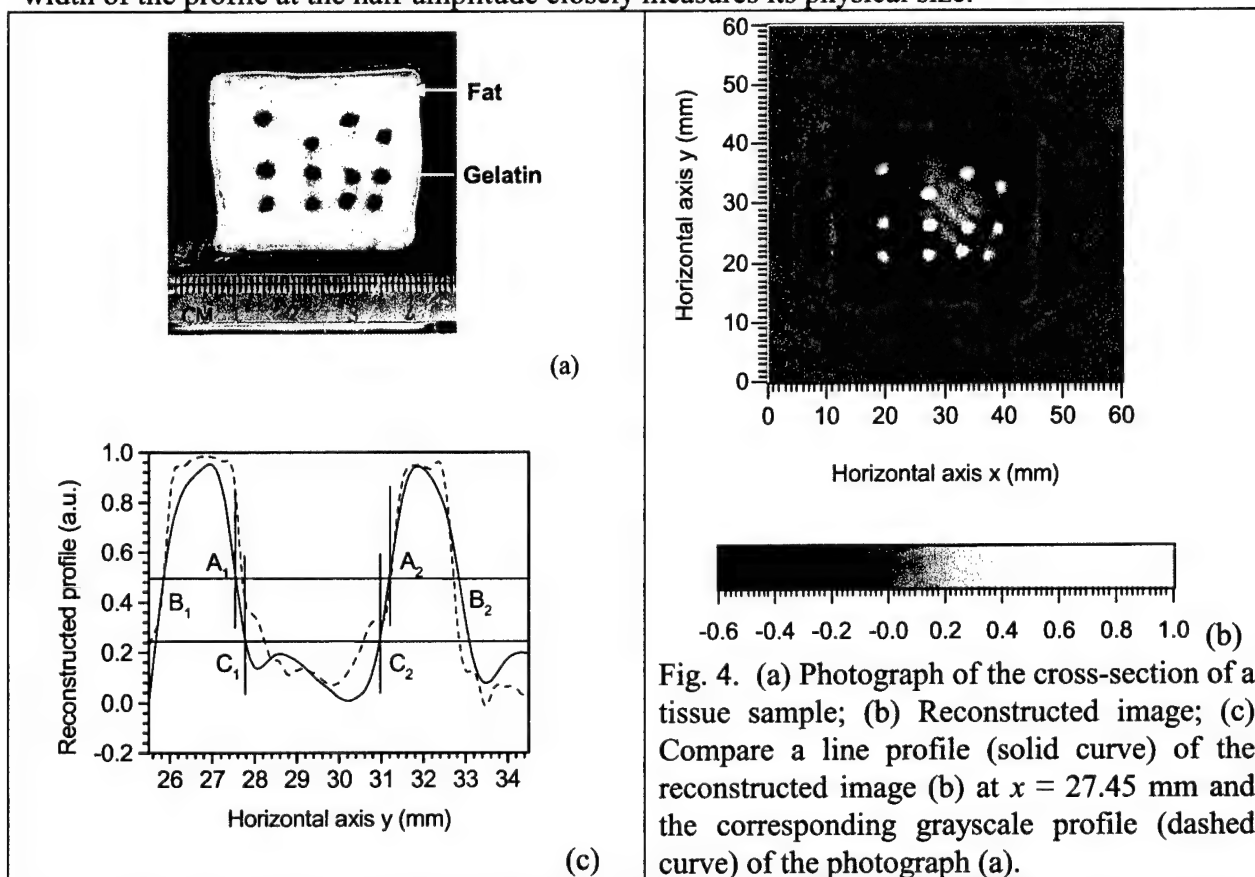 width of the profile at the half amplitude closely measures its physical size.
Fat
Gelatin
CM
(a)
Horizontal axis y (mm)
60
50
40
30
20
10
0
0 10 20 30 40 50 60
Horizontal axis x (mm)
-0.6 -0.4 -0.2 -0.0 0.2 0.4 0.6 0.8 1.0 (b)
Reconstructed profile (a.u.)
1.0
0.8
0.6
0.4
0.2
0.0
-0.2
A1 A2
B1 B2
C1 C2
26 27 28 29 30 31 32 33 34
Horizontal axis y (mm)
(c)
Fig. 4. (a) Photograph of the cross-section of a
tissue sample; (b) Reconstructed image; (c)
Compare a line profile (solid curve) of the
reconstructed image (b) at x = 27.45 mm and
the corresponding grayscale profile (dashed
curve) of the photograph (a).